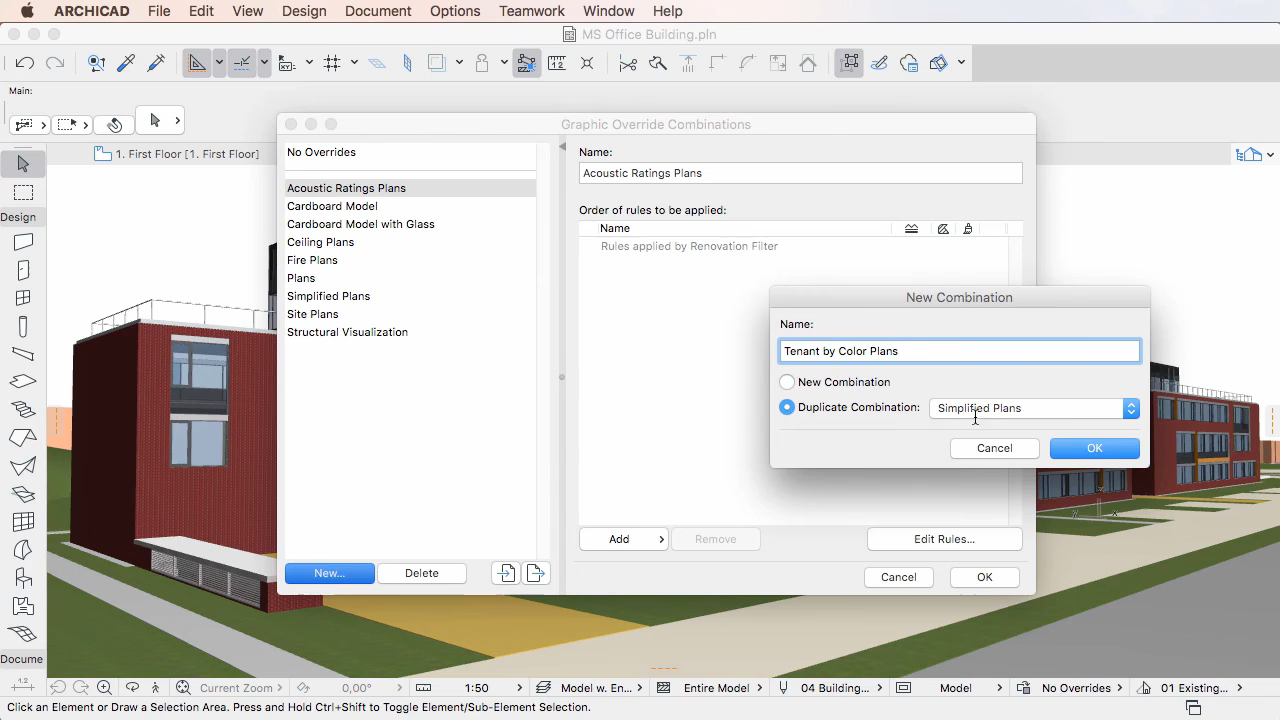 ARCHICAD File Edit View Design Document Options Teamwork Window Help
MS Office Building.pln
Main:
1. First Floor [1. First Floor]
Design
Docume
Graphic Override Combinations
No Overrides
Acoustic Ratings Plans
Cardboard Model
Cardboard Model with Glass
Ceiling Plans
Fire Plans
Plans
Simplified Plans
Site Plans
Structural Visualization
New...
Delete
Name:
Acoustic Ratings Plans
Order of rules to be applied:
Name
Rules applied by Renovation Filter
Add
Remove
Edit Rules...
Cancel
OK
New Combination
Name:
Tenant by Color Plans
New Combination
Duplicate Combination: Simplified Plans
Cancel
OK
1.2
Current Zoom
0,00°
1:50
Model w. En...
Entire Model
04 Building...
Model
No Overrides
01 Existing...
Click an Element or Draw a Selection Area. Press and Hold Ctrl+Shift to Toggle Element/Sub-Element Selection.